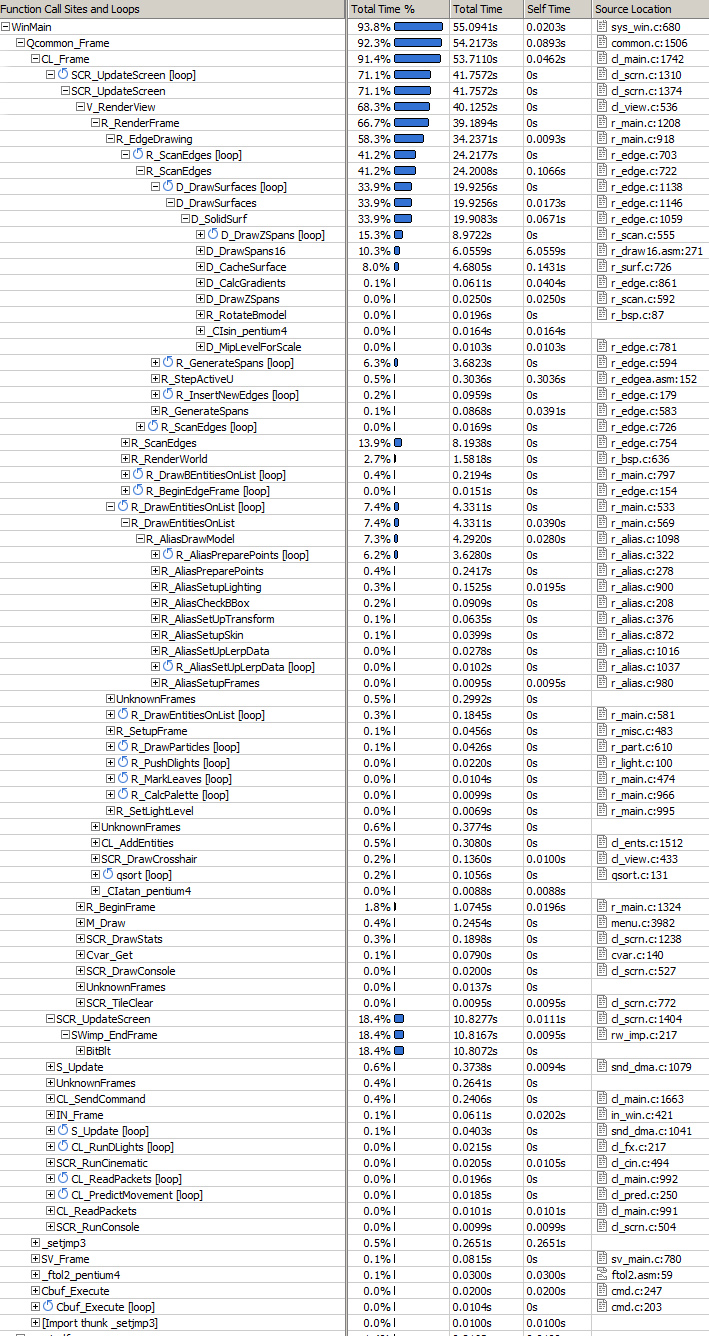 Function Call Sites and Loops Total Time % Total Time Self Time Source Location
WinMain 93.8% 55.0941s 0.0203s sys_win.c:680
Qcommon_Frame 92.3% 54.2173s 0.0893s common.c:1506
CL_Frame 91.4% 53.7110s 0.0462s cl_main.c:1742
SCR_UpdateScreen [loop] 71.1% 41.7572s 0s cl_scrn.c:1310
SCR_UpdateScreen 71.1% 41.7572s 0s cl_scrn.c:1374
V_RenderView 68.3% 40.1252s 0s cl_view.c:536
R_RenderFrame 66.7% 39.1894s 0s r_main.c:1208
R_EdgeDrawing 58.3% 34.2371s 0.0093s r_main.c:918
R_ScanEdges [loop] 41.2% 24.2177s 0s r_edge.c:703
R_ScanEdges 41.2% 24.2008s 0.1066s r_edge.c:722
D_DrawSurfaces [loop] 33.9% 19.9256s 0s r_edge.c:1138
D_DrawSurfaces 33.9% 19.9256s 0.0173s r_edge.c:1146
D_SolidSurf 33.9% 19.9083s 0.0671s r_edge.c:1059
D_DrawZSpans [loop] 15.3% 8.9722s 0s r_scan.c:555
D_DrawSpans16 10.3% 6.0559s 6.0559s r_draw16.asm:271
D_CacheSurface 8.0% 4.6805s 0.1431s r_surf.c:726
D_CalcGradients 0.1% 0.0611s 0.0404s r_edge.c:861
D_DrawZSpans 0.0% 0.0250s 0.0250s r_scan.c:592
R_RotateBmodel 0.0% 0.0196s 0s r_bsp.c:87
_CIsin_pentium4 0.0% 0.0164s 0.0164s
D_MipLevelForScale 0.0% 0.0103s 0.0103s r_edge.c:781
R_GenerateSpans [loop] 6.3% 3.6823s 0s r_edge.c:594
R_StepActiveU 0.5% 0.3036s 0.3036s r_edgea.asm:152
R_InsertNewEdges [loop] 0.2% 0.0959s 0s r_edge.c:179
R_GenerateSpans 0.1% 0.0868s 0.0391s r_edge.c:583
R_ScanEdges [loop] 0.0% 0.0169s 0s r_edge.c:726
R_ScanEdges 13.9% 8.1938s 0s r_edge.c:754
R_RenderWorld 2.7% 1.5818s 0s r_bsp.c:636
R_DrawBEntitiesOnList [loop] 0.4% 0.2194s 0s r_main.c:797
R_BeginEdgeFrame [loop] 0.0% 0.0151s 0s r_edge.c:154
R_DrawEntitiesOnList [loop] 7.4% 4.3311s 0s r_main.c:533
R_DrawEntitiesOnList 7.4% 4.3311s 0.0390s r_main.c:569
R_AliasDrawModel 7.3% 4.2920s 0.0280s r_alias.c:1098
R_AliasPreparePoints [loop] 6.2% 3.6280s 0s r_alias.c:322
R_AliasPreparePoints 0.4% 0.2417s 0s r_alias.c:278
R_AliasSetupLighting 0.3% 0.1525s 0.0195s r_alias.c:900
R_AliasCheckBBox 0.2% 0.0909s 0s r_alias.c:208
R_AliasSetUpTransform 0.1% 0.0635s 0s r_alias.c:376
R_AliasSetupSkin 0.1% 0.0399s 0s r_alias.c:872
R_AliasSetUpLerpData 0.0% 0.0278s 0s r_alias.c:1016
R_AliasSetUpLerpData [loop] 0.0% 0.0102s 0s r_alias.c:1037
R_AliasSetupFrames 0.0% 0.0095s 0.0095s r_alias.c:980
UnknownFrames 0.5% 0.2992s 0s
R_DrawEntitiesOnList [loop] 0.3% 0.1845s 0s r_main.c:581
R_SetupFrame 0.1% 0.0456s 0s r_misc.c:483
R_DrawParticles [loop] 0.1% 0.0426s 0s r_part.c:610
R_PushDlights [loop] 0.0% 0.0220s 0s r_light.c:100
R_MarkLeaves [loop] 0.0% 0.0104s 0s r_main.c:474
R_CalcPalette [loop] 0.0% 0.0099s 0s r_main.c:966
R_SetLightLevel 0.0% 0.0069s 0s r_main.c:995
UnknownFrames 0.6% 0.3774s 0s
CL_AddEntities 0.5% 0.3080s 0s cl_ents.c:1512
SCR_DrawCrosshair 0.2% 0.1360s 0.0100s cl_view.c:433
qsort [loop] 0.2% 0.1056s 0s qsort.c:131
_CIatan_pentium4 0.0% 0.0088s 0.0088s
R_BeginFrame 1.8% 1.0745s 0.0196s r_main.c:1324
M_Draw 0.4% 0.2454s 0s menu.c:3982
SCR_DrawStats 0.3% 0.1898s 0s cl_scrn.c:1238
Cvar_Get 0.1% 0.0790s 0s cvar.c:140
SCR_DrawConsole 0.0% 0.0200s 0s cl_scrn.c:527
UnknownFrames 0.0% 0.0137s 0s
SCR_TileClear 0.0% 0.0095s 0.0095s cl_scrn.c:772
SCR_UpdateScreen 18.4% 10.8277s 0.0111s cl_scrn.c:1404
SWimp_EndFrame 18.4% 10.8167s 0.0095s rw_imp.c:217
BitBlt 18.4% 10.8072s 0s
S_Update 0.6% 0.3738s 0.0094s snd_dma.c:1079
UnknownFrames 0.4% 0.2641s 0s
CL_SendCommand 0.4% 0.2406s 0s cl_main.c:1663
IN_Frame 0.1% 0.0611s 0.0202s in_win.c:421
S_Update [loop] 0.1% 0.0403s 0s snd_dma.c:1041
CL_RunDLights [loop] 0.0% 0.0215s 0s cl_fx.c:217
SCR_RunCinematic 0.0% 0.0205s 0.0105s cl_cin.c:494
CL_ReadPackets [loop] 0.0% 0.0196s 0s cl_main.c:992
CL_PredictMovement [loop] 0.0% 0.0185s 0s cl_pred.c:250
CL_ReadPackets 0.0% 0.0101s 0.0101s cl_main.c:991
SCR_RunConsole 0.0% 0.0099s 0.0099s cl_scrn.c:504
_setjmp3 0.5% 0.2651s 0.2651s
SV_Frame 0.1% 0.0815s 0s sv_main.c:780
_ftol2_pentium4 0.1% 0.0300s 0.0300s ftol2.asm:59
Cbuf_Execute 0.0% 0.0200s 0.0200s cmd.c:247
Cbuf_Execute [loop] 0.0% 0.0104s 0s cmd.c:203
[Import thunk _setjmp3] 0.0% 0.0100s 0.0100s